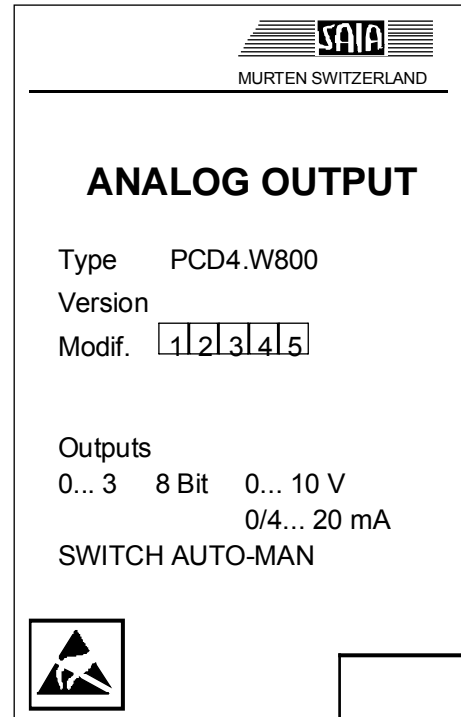 SAIA
MURTEN SWITZERLAND
ANALOG OUTPUT
Type PCD4.W800
Version
Modif. 1 2 3 4 5
Outputs
0... 3 8 Bit 0... 10 V
0/4... 20 mA
SWITCH AUTO-MAN